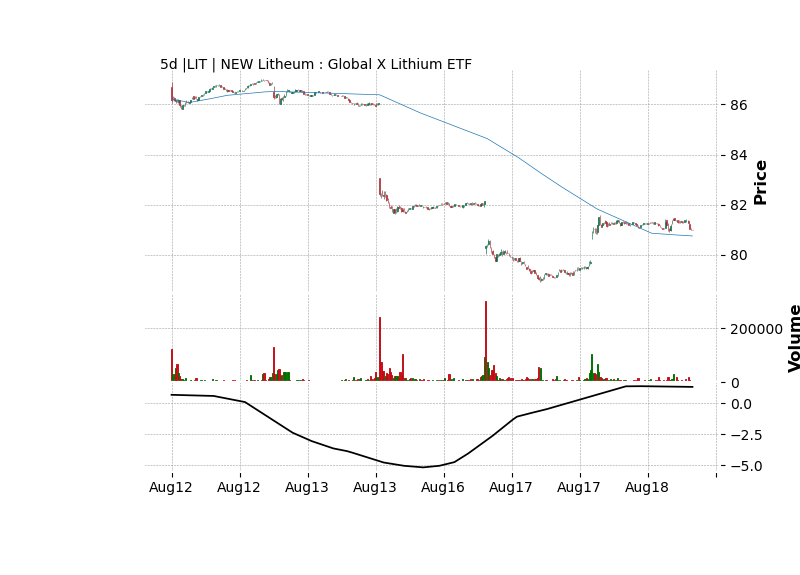 5d |LIT | NEW Litheum : Global X Lithium ETF
86
84
82
80
Price
200000
0
Volume
0.0
−2.5
−5.0
Aug12 Aug12 Aug13 Aug13 Aug16 Aug17 Aug17 Aug18